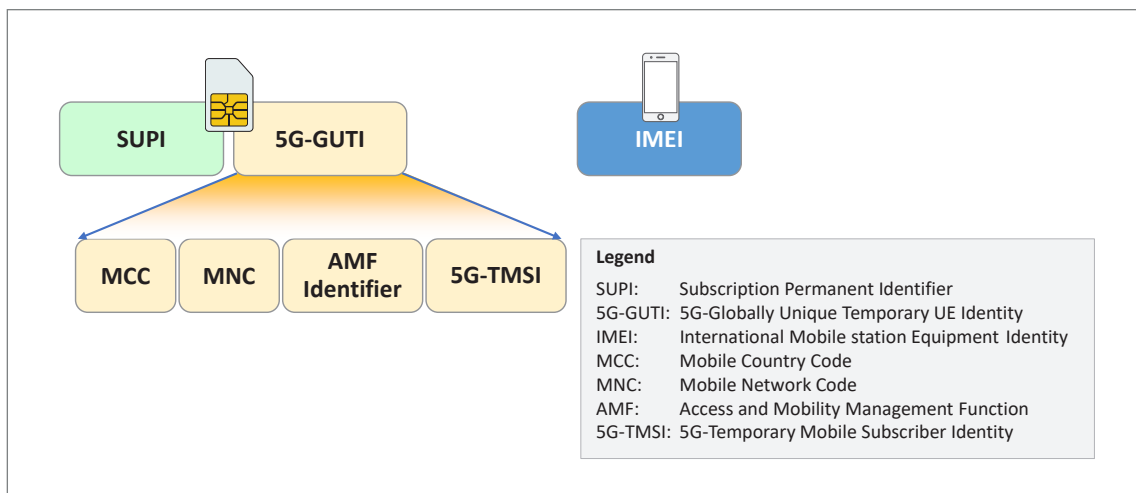 SUPI
5G-GUTI
IMEI
MCC
MNC
AMF
Identifier
5G-TMSI
Legend
SUPI: Subscription Permanent Identifier
5G-GUTI: 5G-Globally Unique Temporary UE Identity
IMEI: International Mobile station Equipment Identity
MCC: Mobile Country Code
MNC: Mobile Network Code
AMF: Access and Mobility Management Function
5G-TMSI: 5G-Temporary Mobile Subscriber Identity